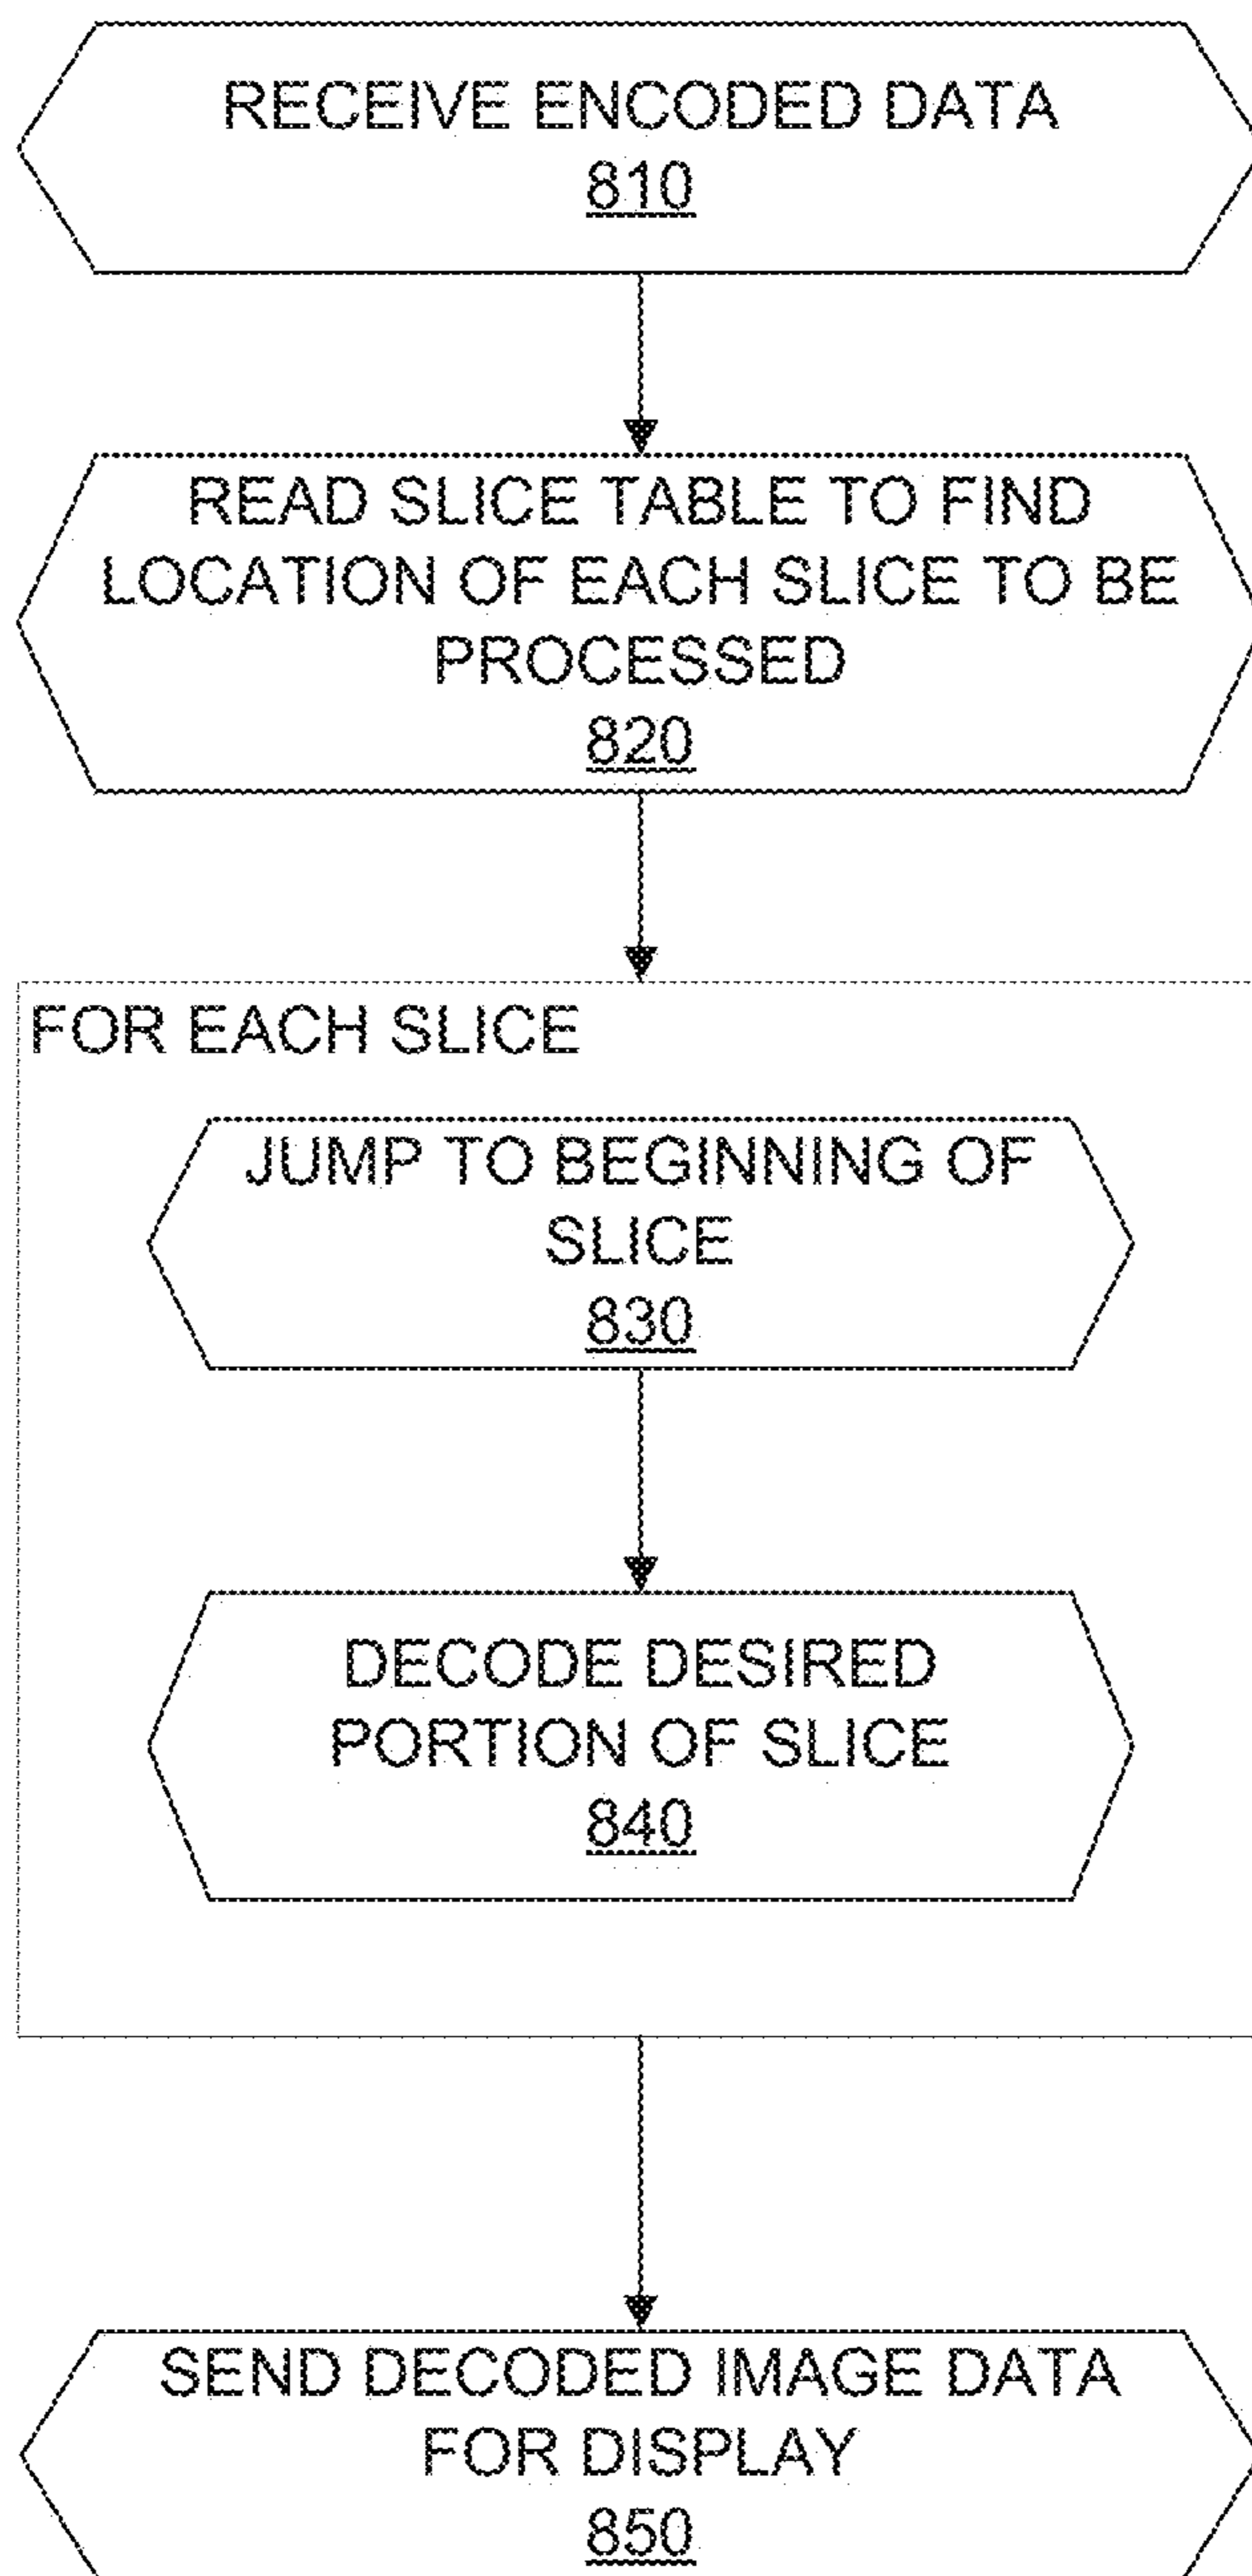 RECEIVE ENCODED DATA
810
READ SLICE TABLE TO FIND
LOCATION OF EACH SLICE TO BE
PROCESSED
820
FOR EACH SLICE
JUMP TO BEGINNING OF
SLICE
830
DECODE DESIRED
PORTION OF SLICE
840
SEND DECODED IMAGE DATA
FOR DISPLAY
850